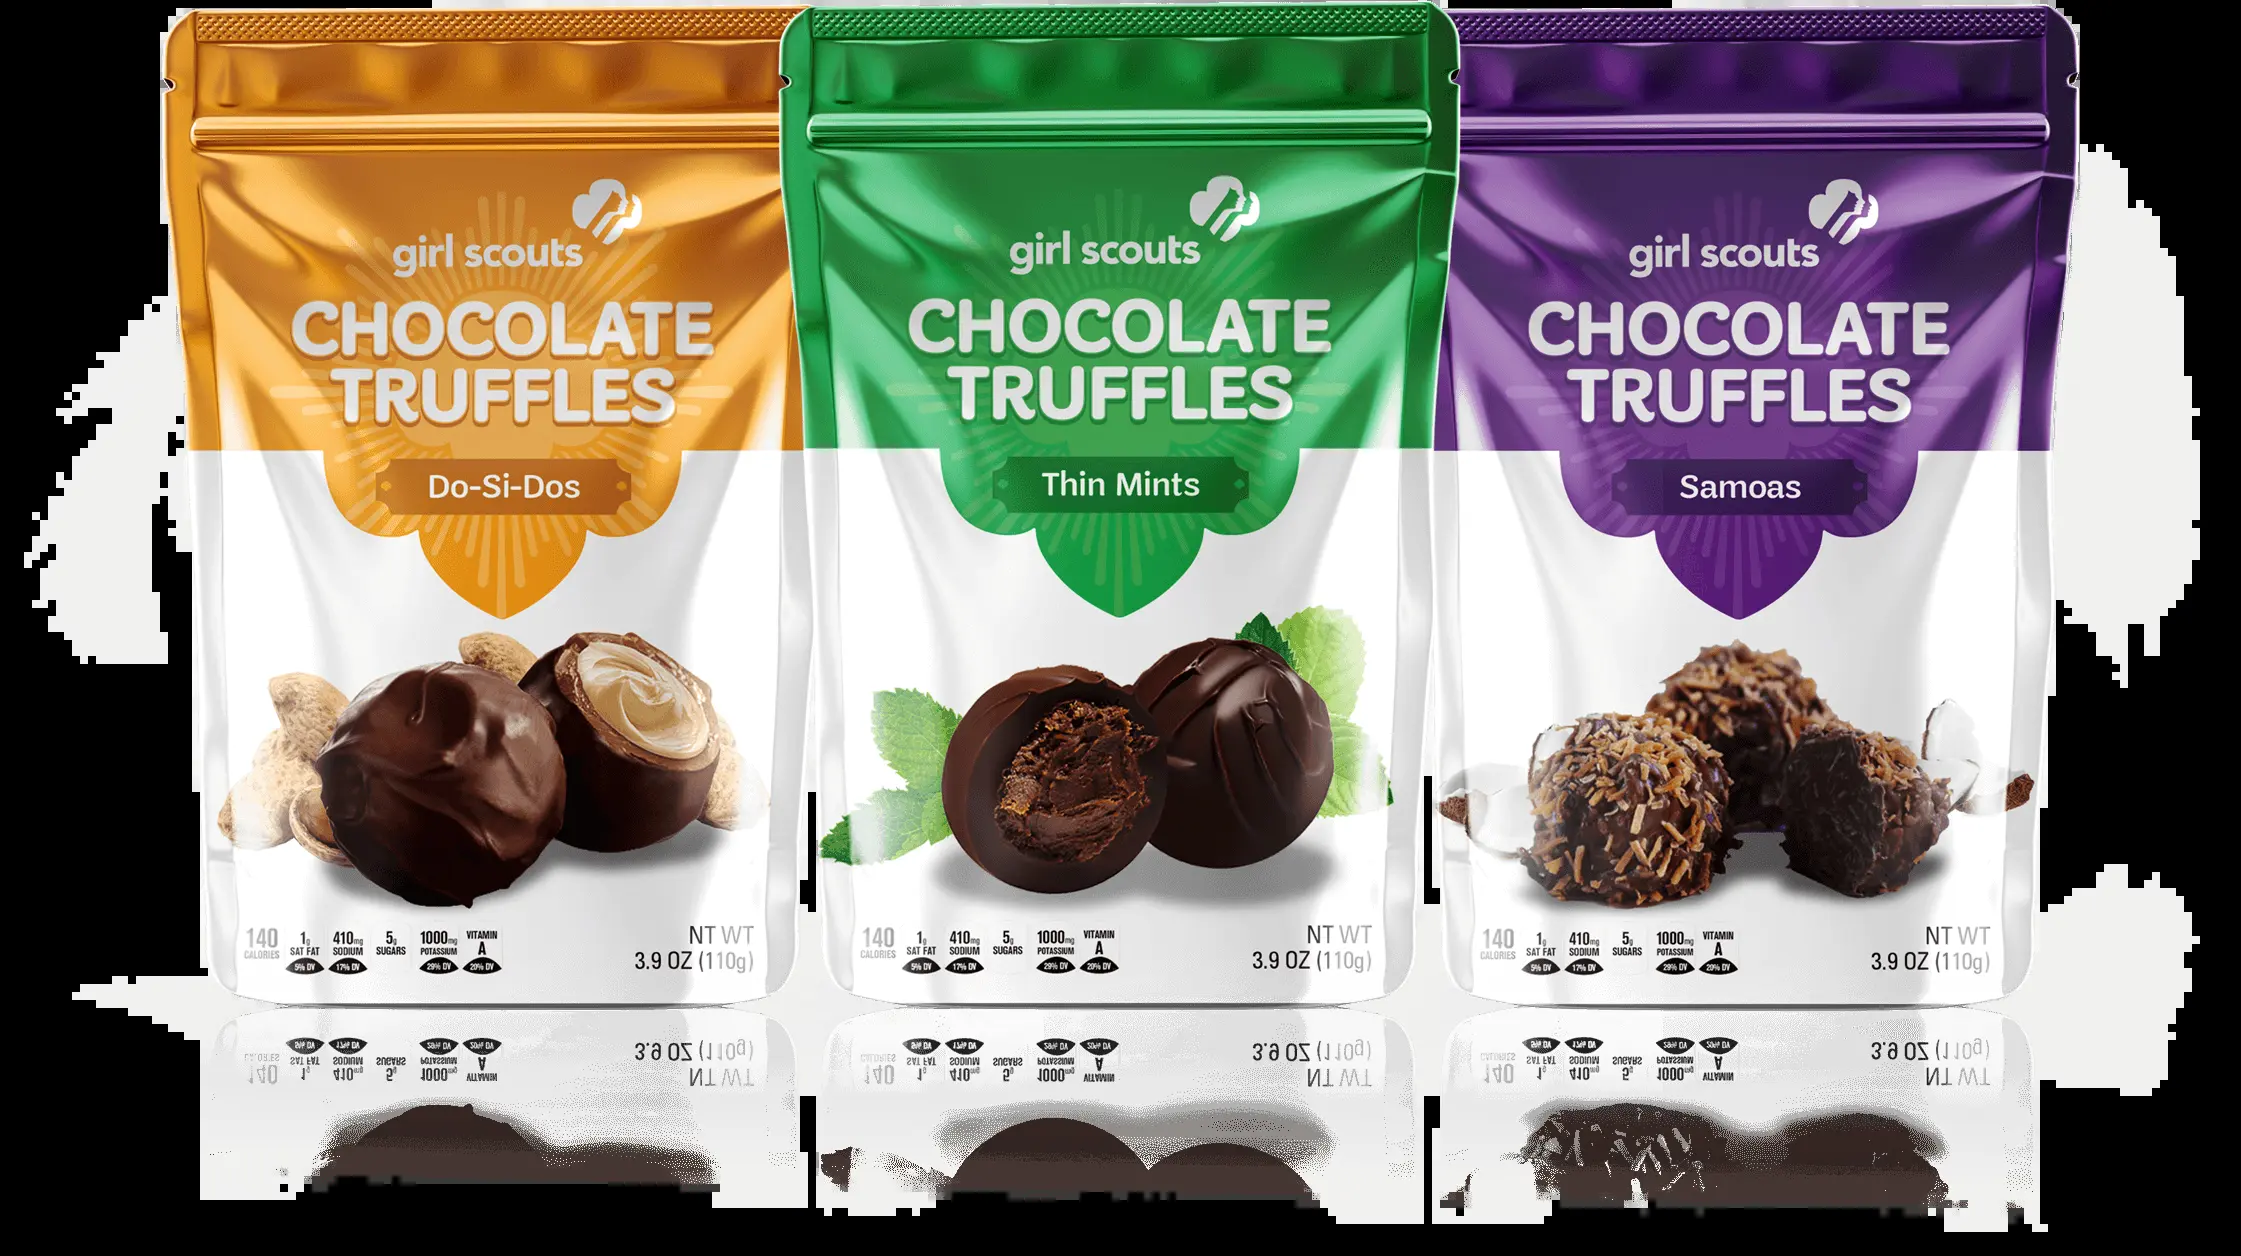 girl scouts
CHOCOLATE
TRUFFLES
Do-Si-Dos
140
CALORIES
1g
SAT FAT
5% DV
410mg
SODIUM
17% DV
5g
SUGARS
1000mg
POTASSIUM
29% DV
VITAMIN
A
20% DV
NT WT
3.9 OZ (110g)
girl scouts
CHOCOLATE
TRUFFLES
Thin Mints
140
CALORIES
1g
SAT FAT
5% DV
410mg
SODIUM
17% DV
5g
SUGARS
1000mg
POTASSIUM
29% DV
VITAMIN
A
20% DV
NT WT
3.9 OZ (110g)
girl scouts
CHOCOLATE
TRUFFLES
Samoas
140
CALORIES
1g
SAT FAT
5% DV
410mg
SODIUM
17% DV
5g
SUGARS
1000mg
POTASSIUM
29% DV
VITAMIN
A
20% DV
NT WT
3.9 OZ (110g)